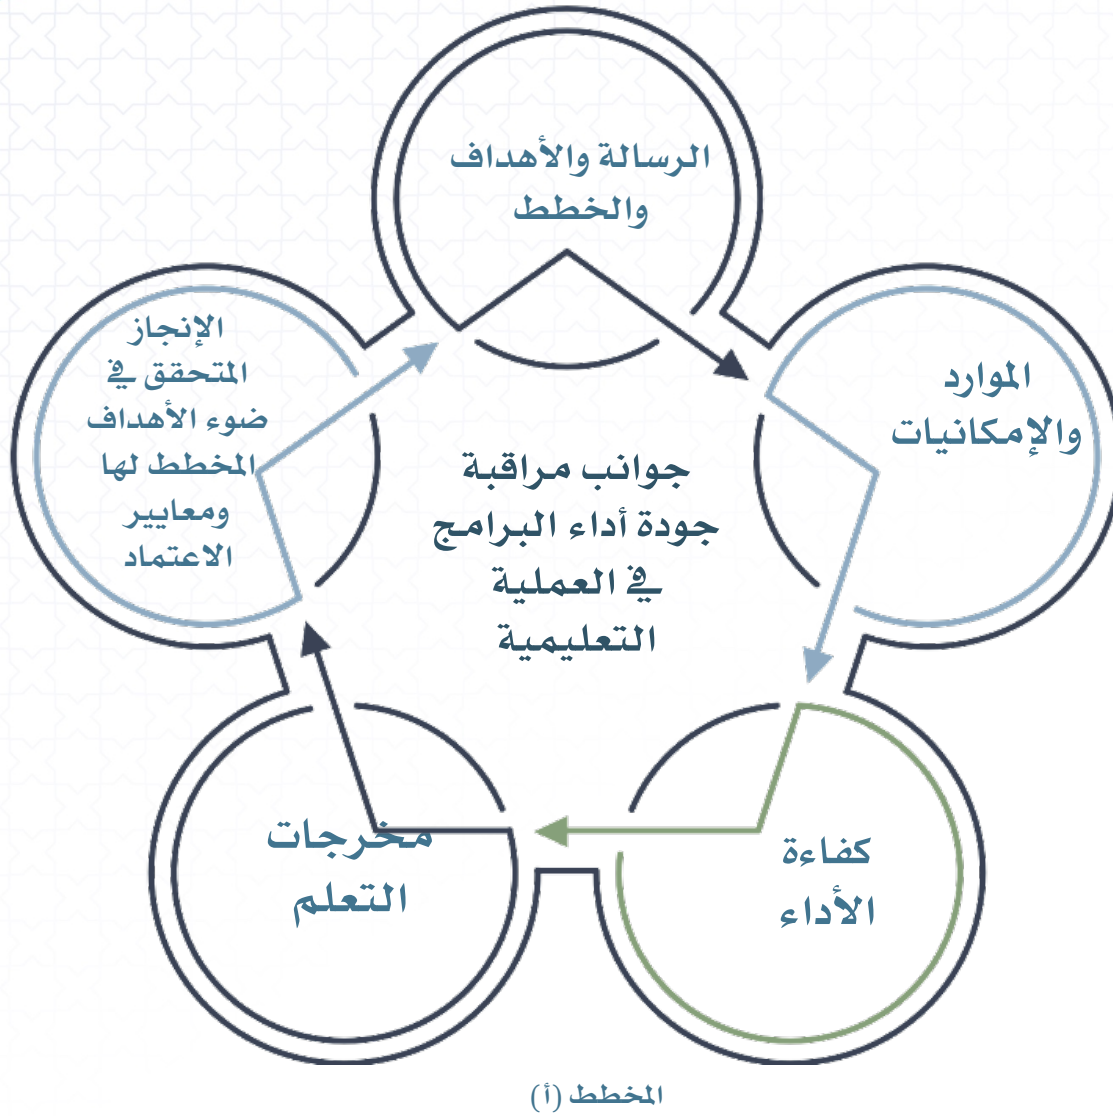 الرسالة والأهداف
والخطط
الموارد
والإمكانيات
كفاءة
الأداء
مخرجات
التعلم
الإنجاز
المتحقق في
ضوء الأهداف
المخطط لها
ومعايير
الاعتماد
جوانب مراقبة
جودة أداء البرامج
في العملية
التعليمية
المخطط (أ)